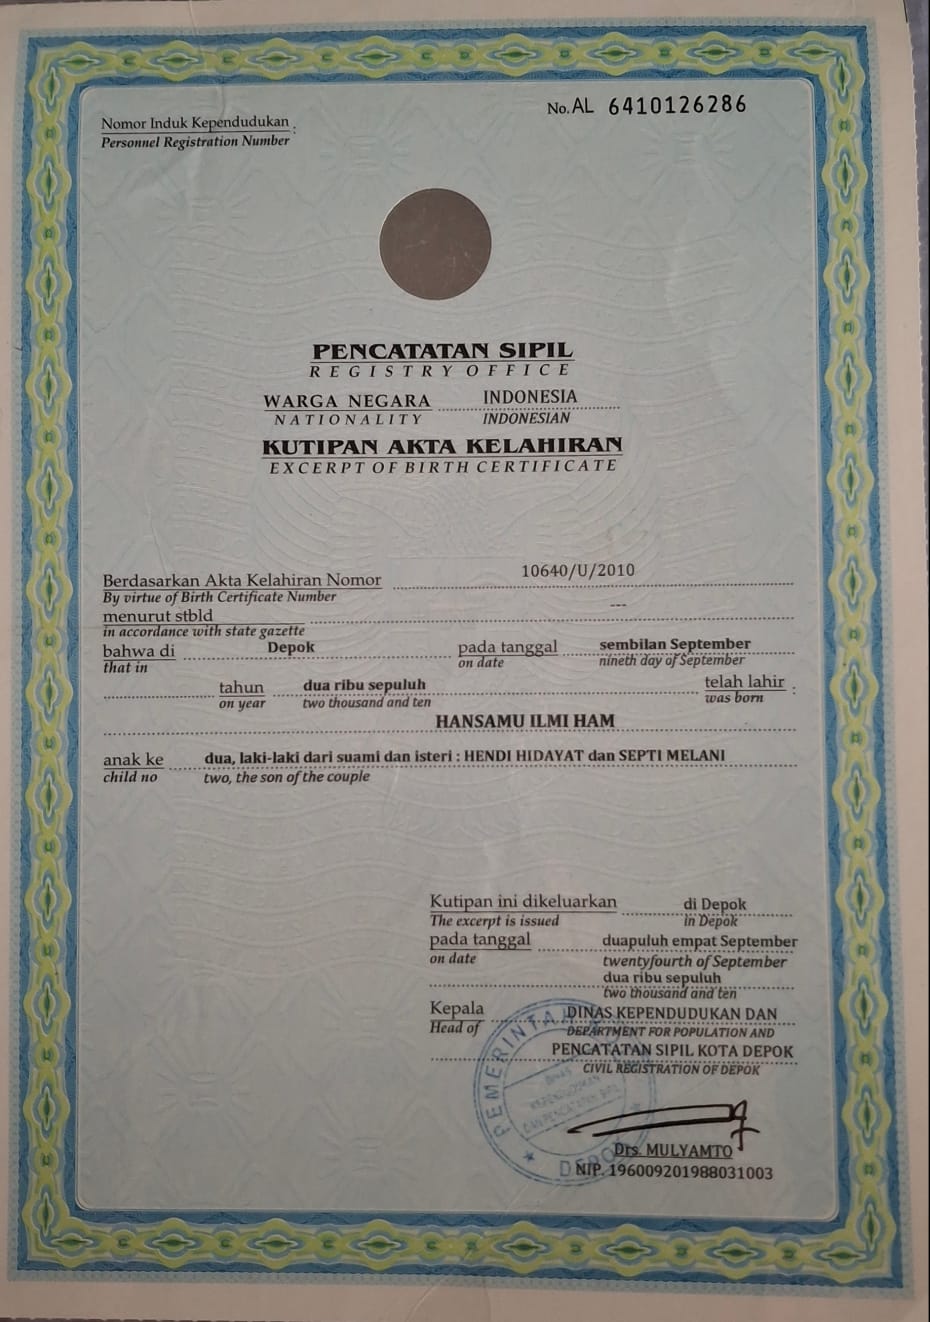 No. AL 6410126286
Nomor Induk Kependudukan :
Personnel Registration Number
PENCATATAN SIPIL
REGISTRY OFFICE
WARGA NEGARA INDONESIA
NATIONALITY INDONESIAN
KUTIPAN AKTA KELAHIRAN
EXCERPT OF BIRTH CERTIFICATE
Berdasarkan Akta Kelahiran Nomor 10640/U/2010
By virtue of Birth Certificate Number
menurut stbld ---
in accordance with state gazette
bahwa di Depok pada tanggal sembilan September
that in on date nineth day of September
tahun dua ribu sepuluh telah lahir :
on year two thousand and ten was born
HANSAMU ILMI HAM
anak ke dua, laki-laki dari suami dan isteri : HENDI HIDAYAT dan SEPTI MELANI
child no two, the son of the couple
Kutipan ini dikeluarkan di Depok
The excerpt is issued in Depok
pada tanggal duapuluh empat September
on date twentyfourth of September
dua ribu sepuluh
two thousand and ten
Kepala DINAS KEPENDUDUKAN DAN
Head of DEPARTMENT FOR POPULATION AND
PENCATATAN SIPIL KOTA DEPOK
CIVIL REGISTRATION OF DEPOK
PEMERINTAH
DINAS
KEPENDUDUKAN
DAN PENCATATAN SIPIL
DEPOK
Drs. MULYAMTO
NIP. 196009201988031003